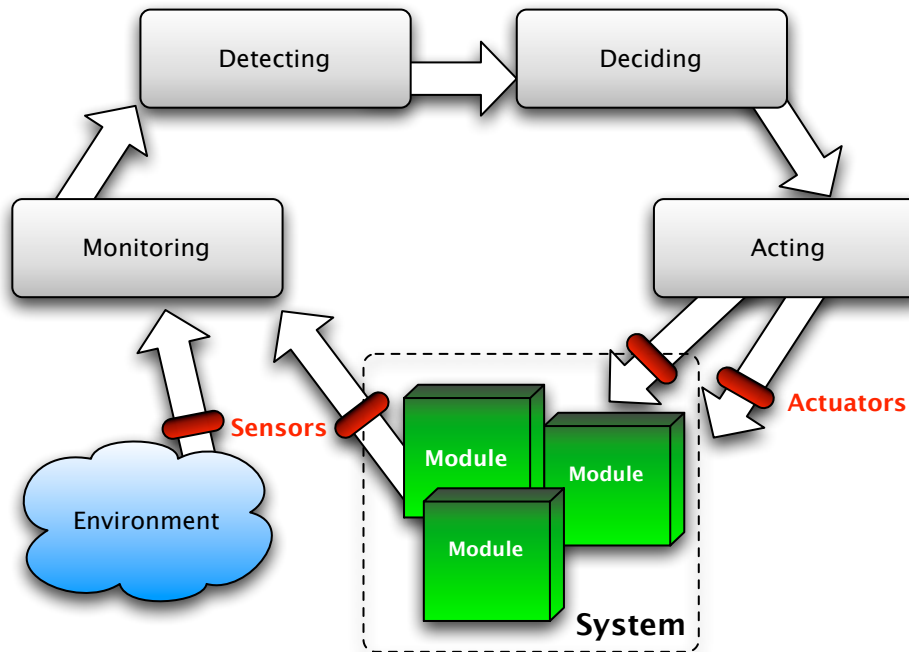 Detecting
Deciding
Monitoring
Acting
Sensors
Actuators
Module
Module
Module
Environment
System